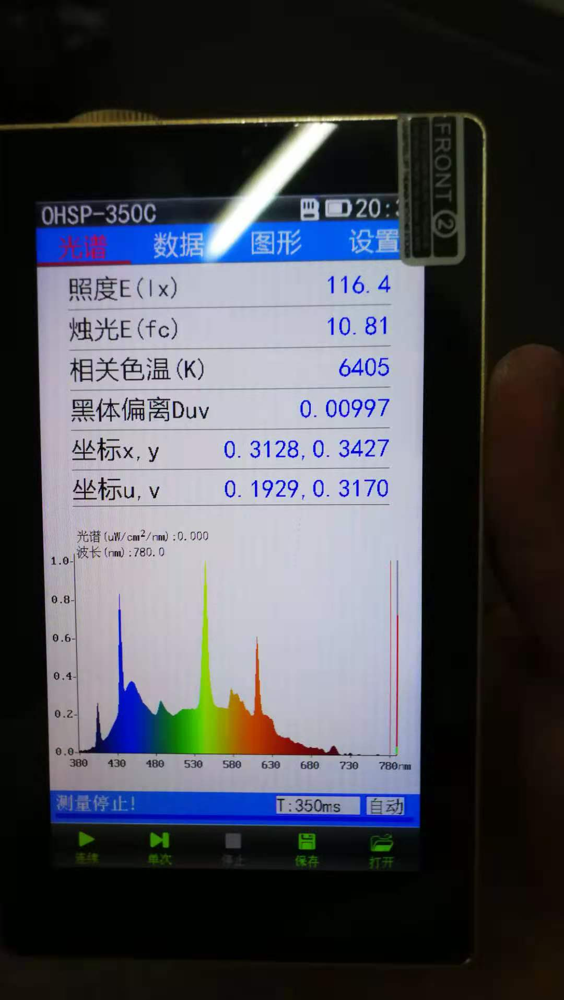 FRONT 2
OHSP-350C 20:
光谱 数据 图形 设置
照度E(lx) 116.4
烛光E(fc) 10.81
相关色温(K) 6405
黑体偏离Duv 0.00997
坐标x,y 0.3128,0.3427
坐标u,v 0.1929,0.3170
光谱(uW/cm²/nm):0.000
波长(nm):780.0
1.0
0.8
0.6
0.4
0.2
0.0
380 430 480 530 580 630 680 730 780nm
测量停止! T:350ms 自动
连续 单次 停止 保存 打开